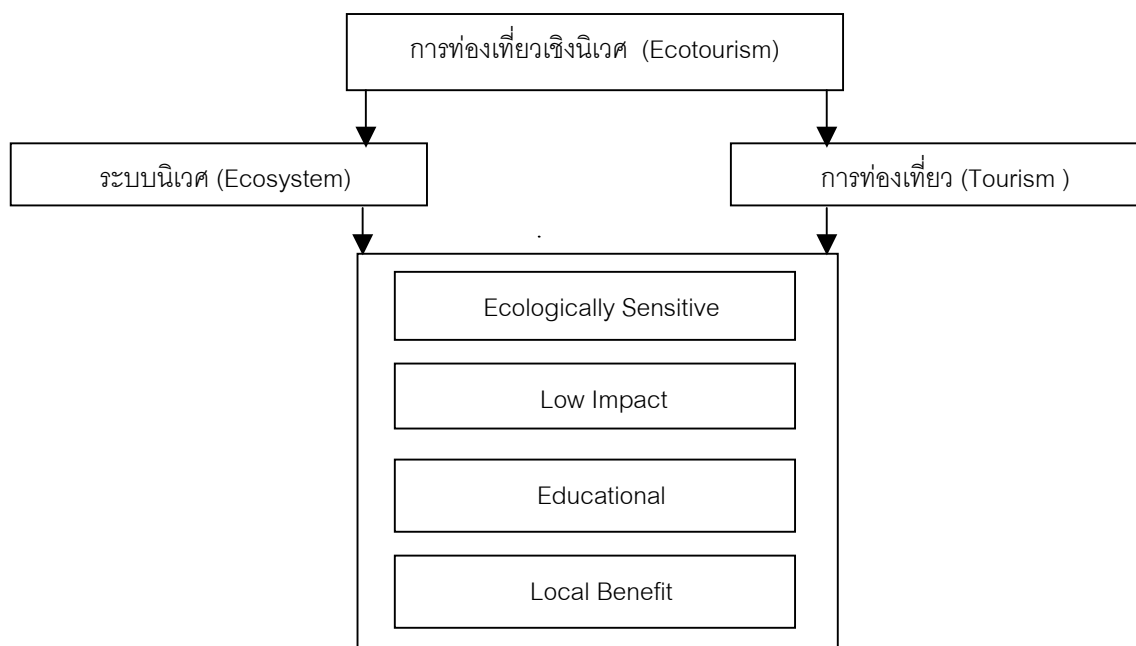 การท่องเที่ยวเชิงนิเวศ (Ecotourism)
ระบบนิเวศ (Ecosystem)
การท่องเที่ยว (Tourism )
.
Ecologically Sensitive
Low Impact
Educational
Local Benefit